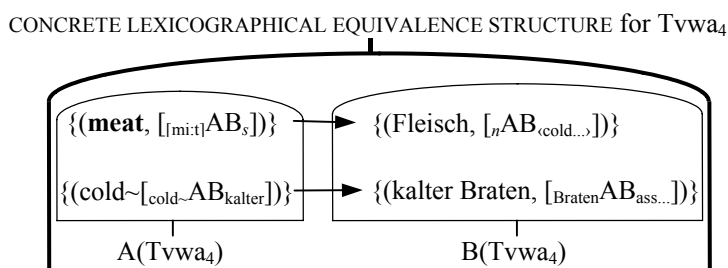 CONCRETE LEXICOGRAPHICAL EQUIVALENCE STRUCTURE for Tvwa₄
{(meat, [₍[mi:t]₎ABₛ])} {(Fleisch, [ₙAB‹cold...›])}
{(cold~[cold~ABkalter])} {(kalter Braten, [BratenABass...])}
A(Tvwa₄) B(Tvwa₄)